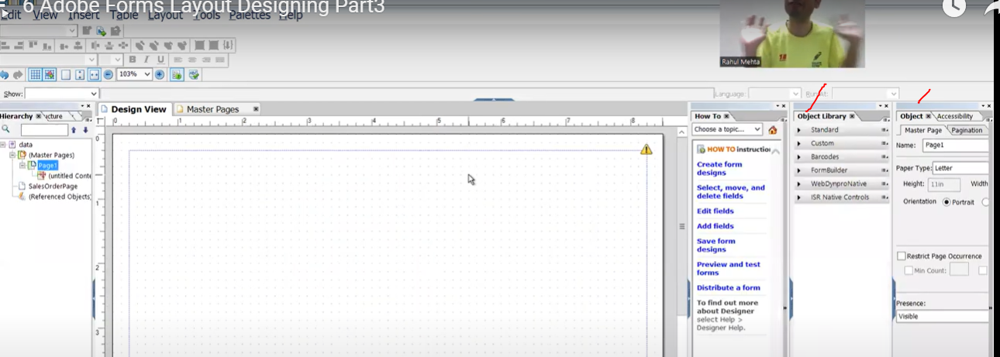 6 Adobe Forms Layout Designing Part3
Edit View Insert Table Layout Tools Palettes Help
B I U
103%
Rahul Mehta
18
Show:
Language:
Run At:
Hierarchy
ucture
Design View
Master Pages
How To
Object Library
Object
Accessibility
0 1 2 3 4 5 6 7 8
0
1
2
3
data
(Master Pages)
Page1
(untitled Conte
SalesOrderPage
(Referenced Objects)
Choose a topic...
HOW TO instruction
Create form
designs
Select, move, and
delete fields
Edit fields
Add fields
Save form
designs
Preview and test
forms
Distribute a form
To find out more
about Designer
select Help >
Designer Help.
Standard
Custom
Barcodes
FormBuilder
WebDynproNative
ISR Native Controls
Master Page
Pagination
Name: Page1
Paper Type: Letter
Height: 11in Width
Orientation Portrait
Restrict Page Occurrence
Min Count:
Presence:
Visible